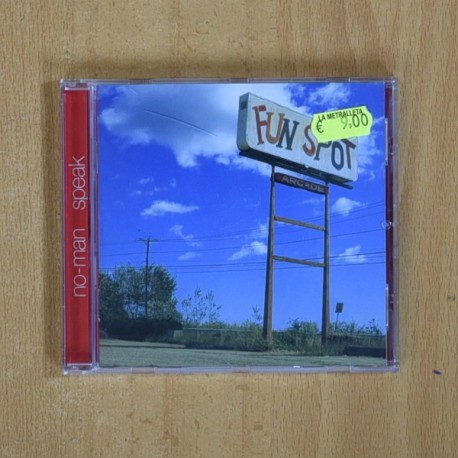 no-man speak
FUN SPOT
ARCADE
LA METRALLETA
€ 9,00